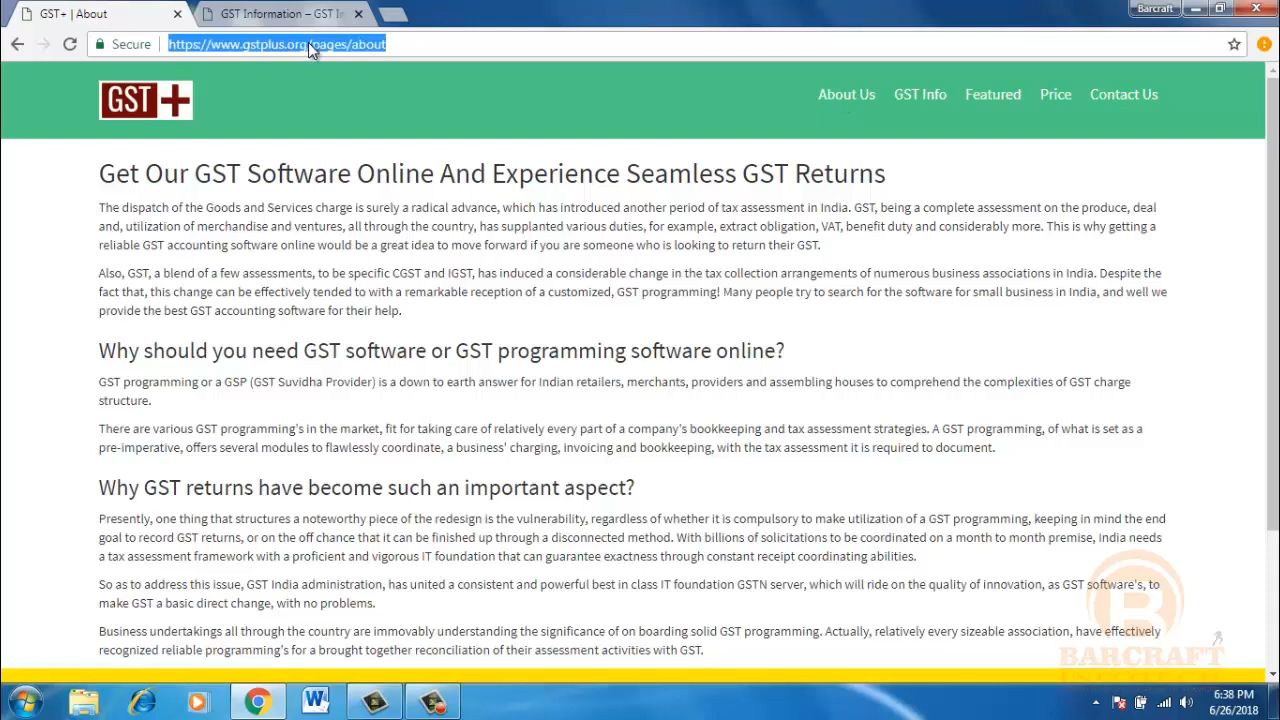 GST+ | About
GST Information – GST In
Barcraft
Secure
https://www.gstplus.org/pages/about
GST+
About Us
GST Info
Featured
Price
Contact Us
Get Our GST Software Online And Experience Seamless GST Returns
The dispatch of the Goods and Services charge is surely a radical advance, which has introduced another period of tax assessment in India. GST, being a complete assessment on the produce, deal
and, utilization of merchandise and ventures, all through the country, has supplanted various duties, for example, extract obligation, VAT, benefit duty and considerably more. This is why getting a
reliable GST accounting software online would be a great idea to move forward if you are someone who is looking to return their GST.
Also, GST, a blend of a few assessments, to be specific CGST and IGST, has induced a considerable change in the tax collection arrangements of numerous business associations in India. Despite the
fact that, this change can be effectively tended to with a remarkable reception of a customized, GST programming! Many people try to search for the software for small business in India, and well we
provide the best GST accounting software for their help.
Why should you need GST software or GST programming software online?
GST programming or a GSP (GST Suvidha Provider) is a down to earth answer for Indian retailers, merchants, providers and assembling houses to comprehend the complexities of GST charge
structure.
There are various GST programming's in the market, fit for taking care of relatively every part of a company's bookkeeping and tax assessment strategies. A GST programming, of what is set as a
pre-imperative, offers several modules to flawlessly coordinate, a business' charging, invoicing and bookkeeping, with the tax assessment it is required to document.
Why GST returns have become such an important aspect?
Presently, one thing that structures a noteworthy piece of the redesign is the vulnerability, regardless of whether it is compulsory to make utilization of a GST programming, keeping in mind the end
goal to record GST returns, or on the off chance that it can be finished up through a disconnected method. With billions of solicitations to be coordinated on a month to month premise, India needs
a tax assessment framework with a proficient and vigorous IT foundation that can guarantee exactness through constant receipt coordinating abilities.
So as to address this issue, GST India administration, has united a consistent and powerful best in class IT foundation GSTN server, which will ride on the quality of innovation, as GST software's, to
make GST a basic direct change, with no problems.
Business undertakings all through the country are immovably understanding the significance of on boarding solid GST programming. Actually, relatively every sizeable association, have effectively
recognized reliable programming's for a brought together reconciliation of their assessment activities with GST.
BARCRAFT
6:38 PM
6/26/2018